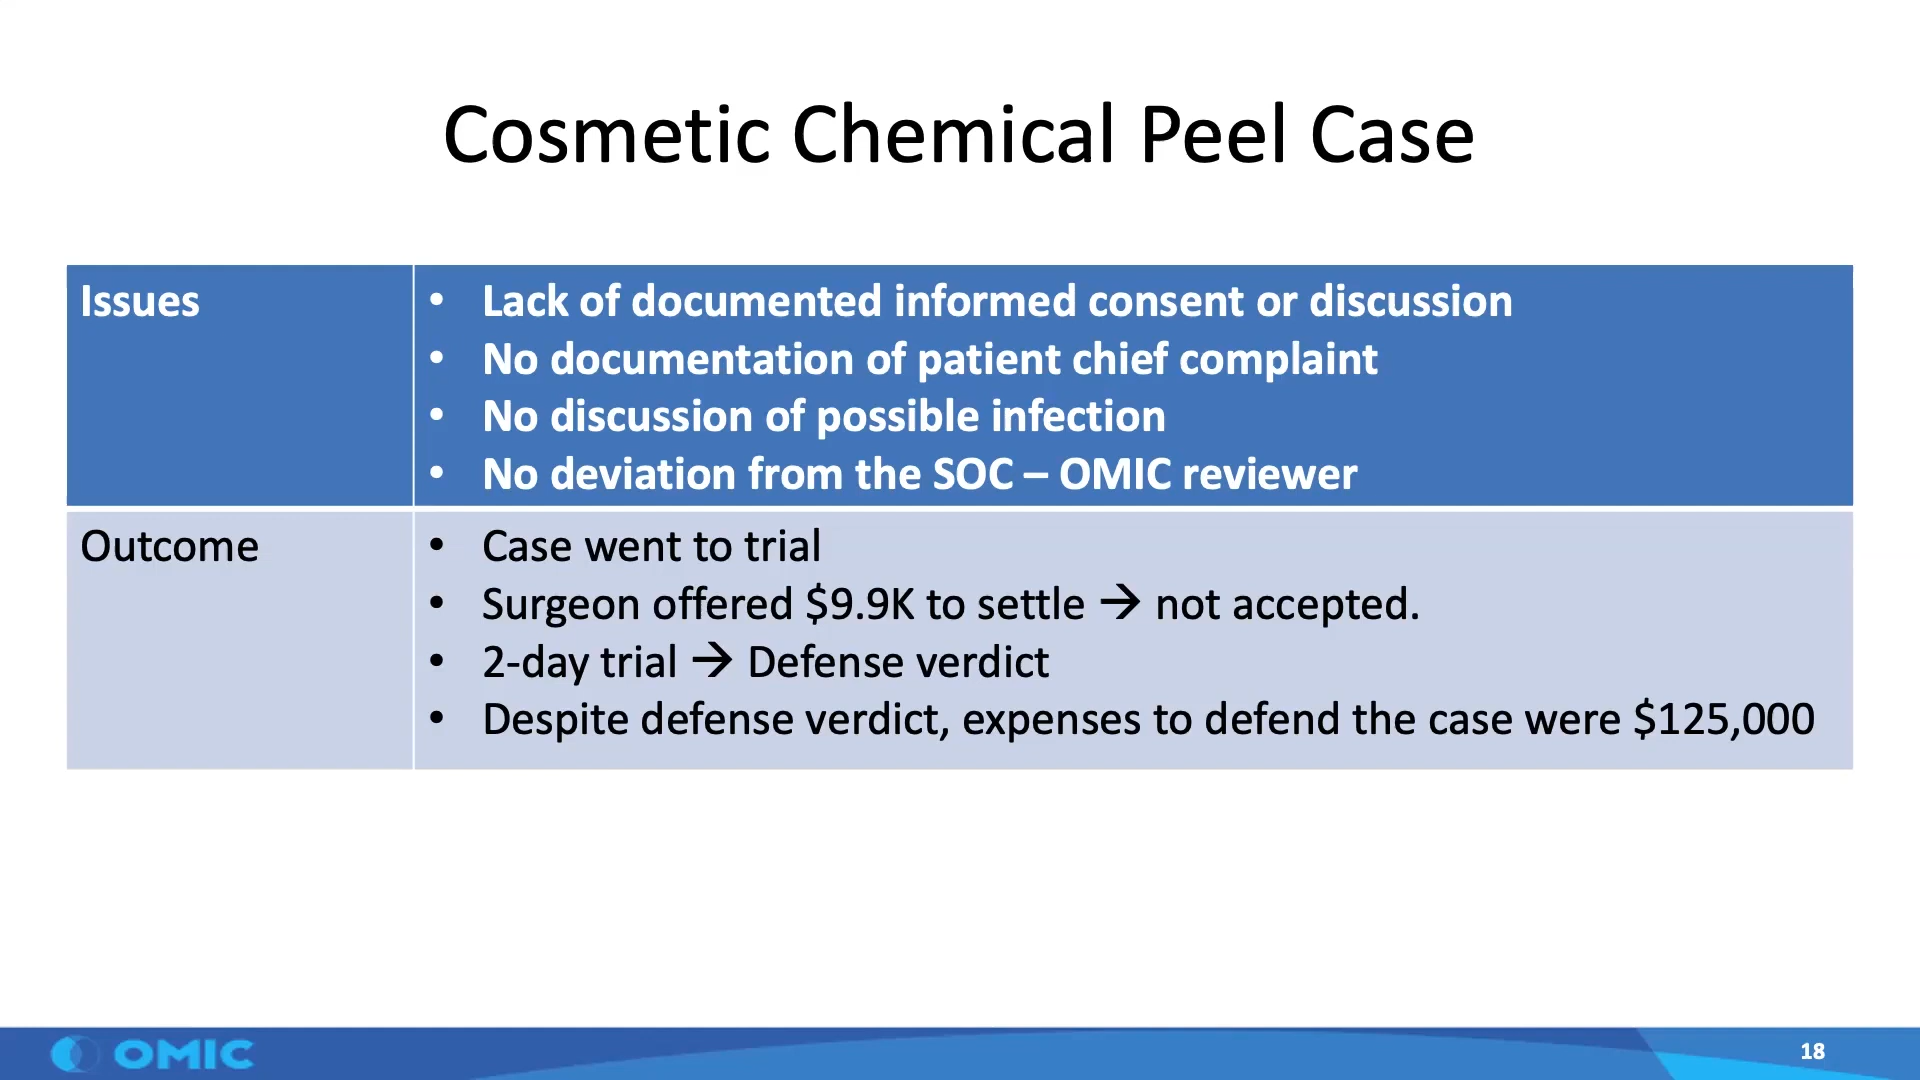 Cosmetic Chemical Peel Case
Issues
• Lack of documented informed consent or discussion
• No documentation of patient chief complaint
• No discussion of possible infection
• No deviation from the SOC – OMIC reviewer
Outcome
• Case went to trial
• Surgeon offered $9.9K to settle → not accepted.
• 2-day trial → Defense verdict
• Despite defense verdict, expenses to defend the case were $125,000
OMIC
18